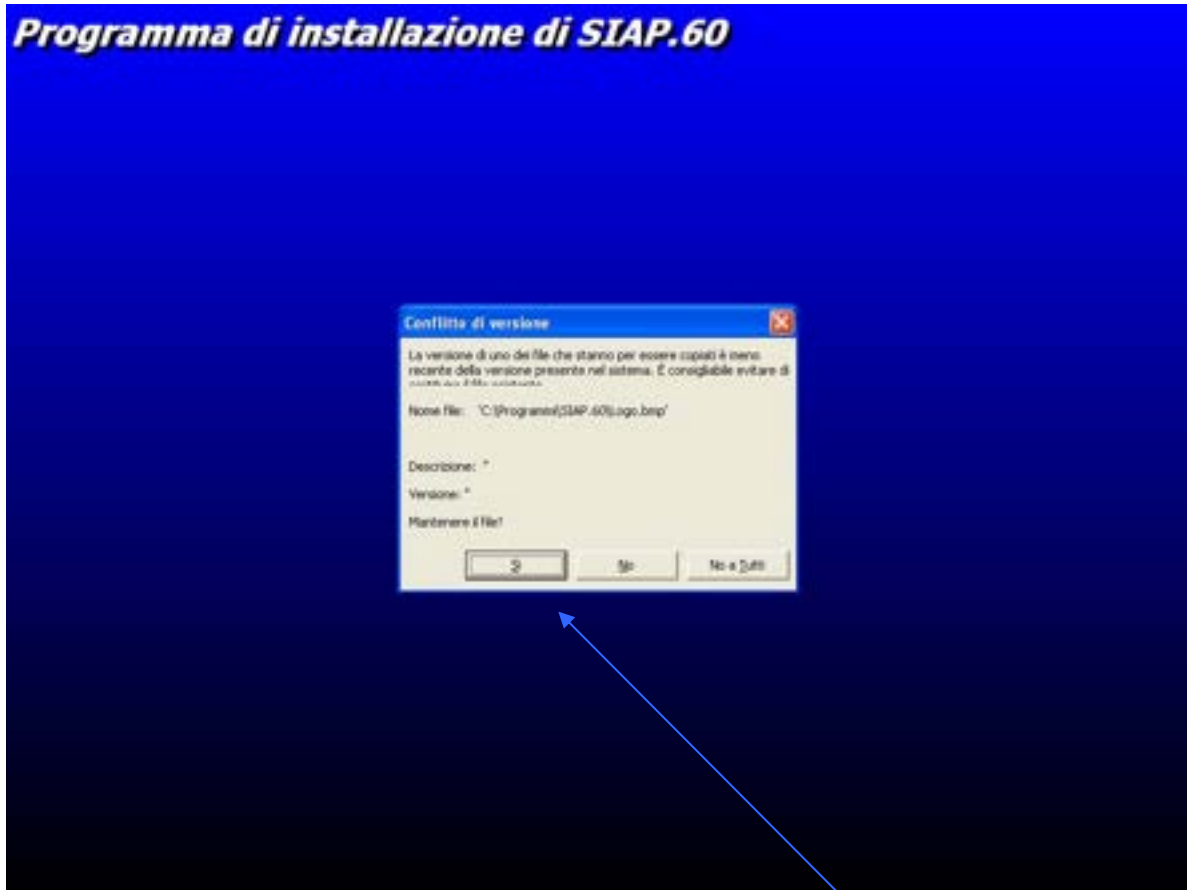 Programma di installazione di SIAP.60
Conflitto di versione
La versione di uno dei file che stanno per essere copiati è meno
recente della versione presente nel sistema. È consigliabile evitare di
Nome file: 'C:\Programmi\SIAP.60\Logo.bmp'
Descrizione: "
Versione: "
Mantenere il file?
Sì No No a Tutti